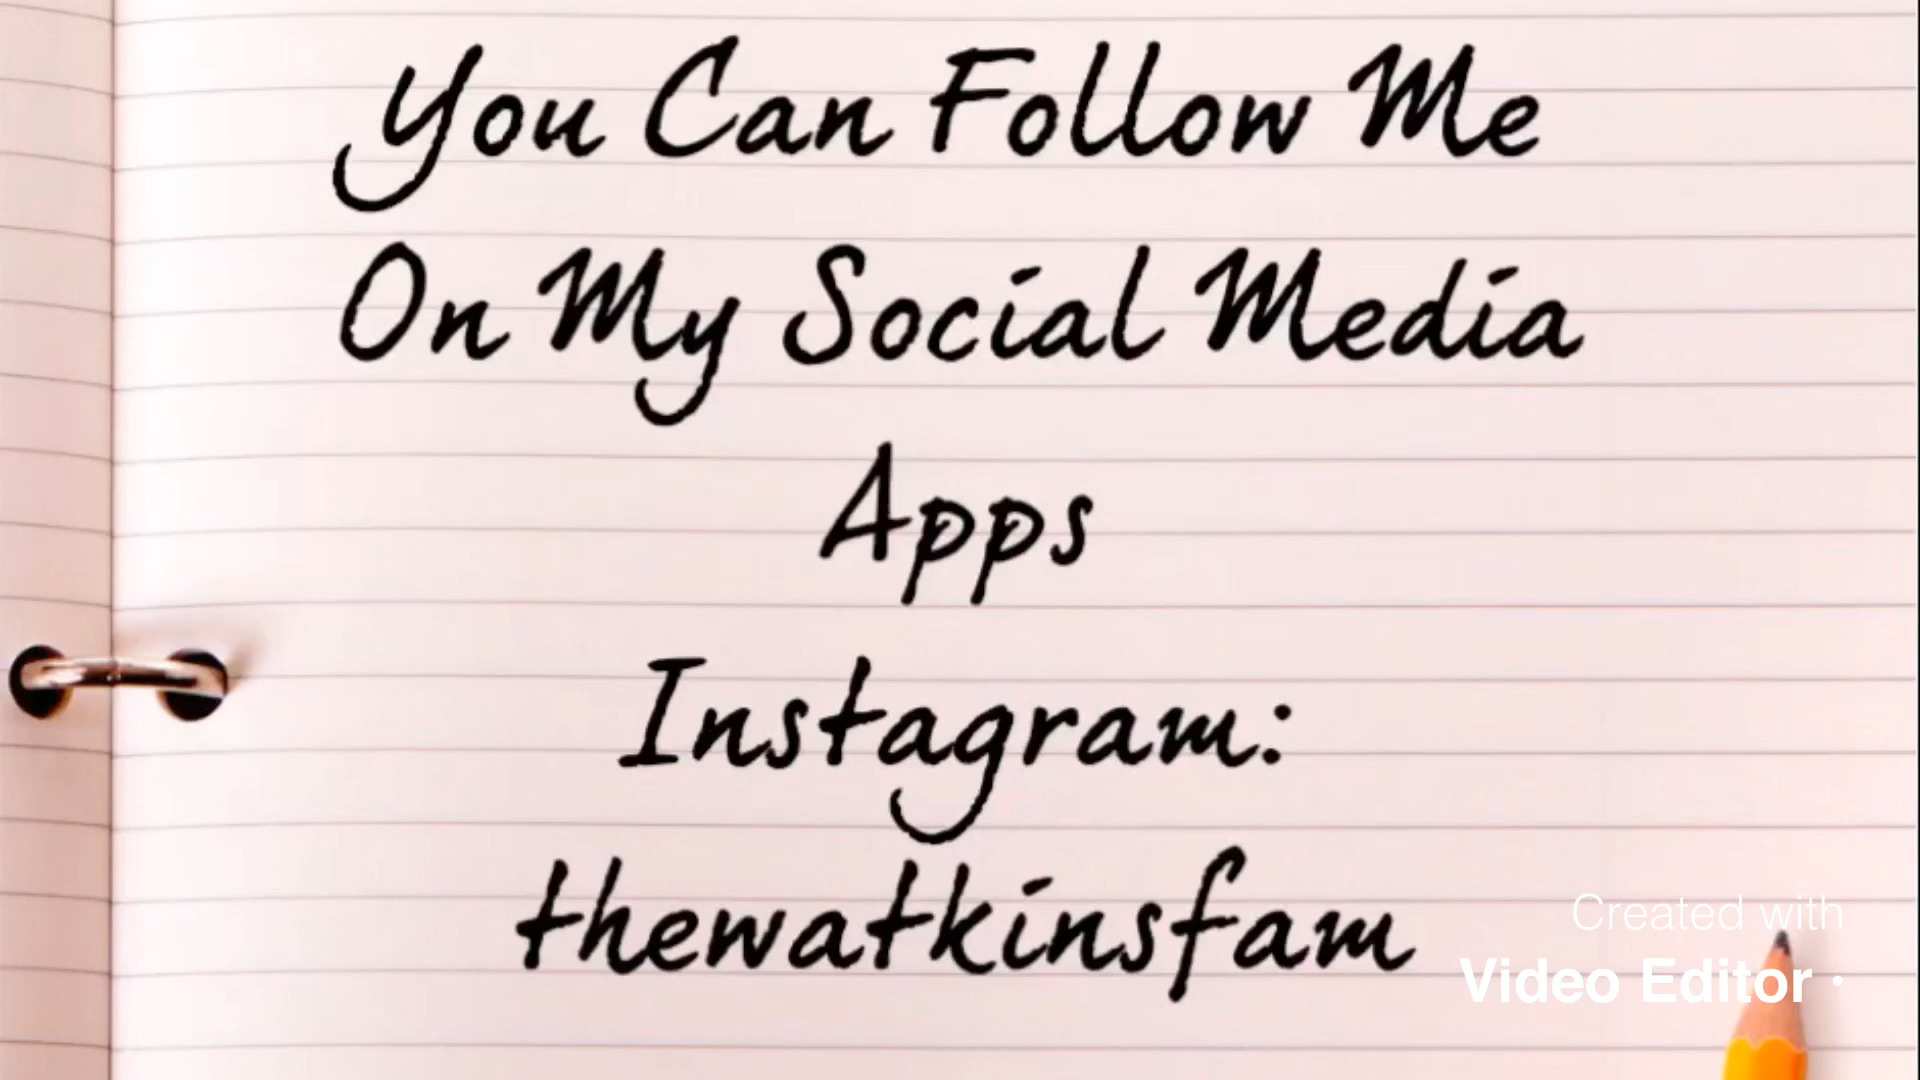 You Can Follow Me
On My Social Media
Apps
Instagram:
thewatkinsfam
Created with
Video Editor •